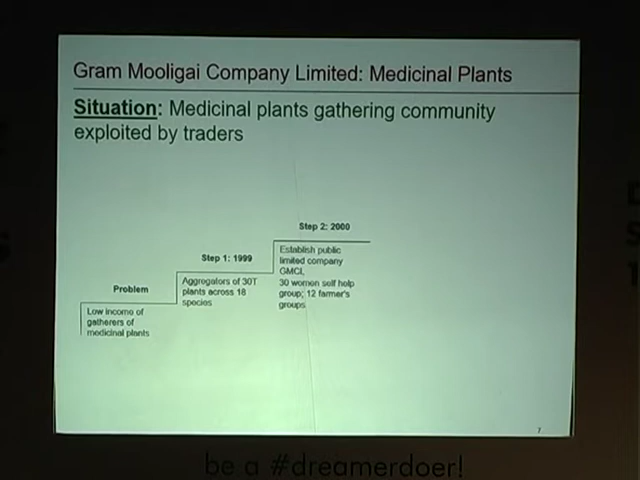 Gram Mooligai Company Limited: Medicinal Plants
Situation: Medicinal plants gathering community
exploited by traders
Step 2: 2000
Establish public
limited company
GMCL
30 women self help
group; 12 farmer's
groups
Step 1: 1999
Aggregators of 30T
plants across 18
species
Problem
Low income of
gatherers of
medicinal plants
7
be a #dreamerdoer!